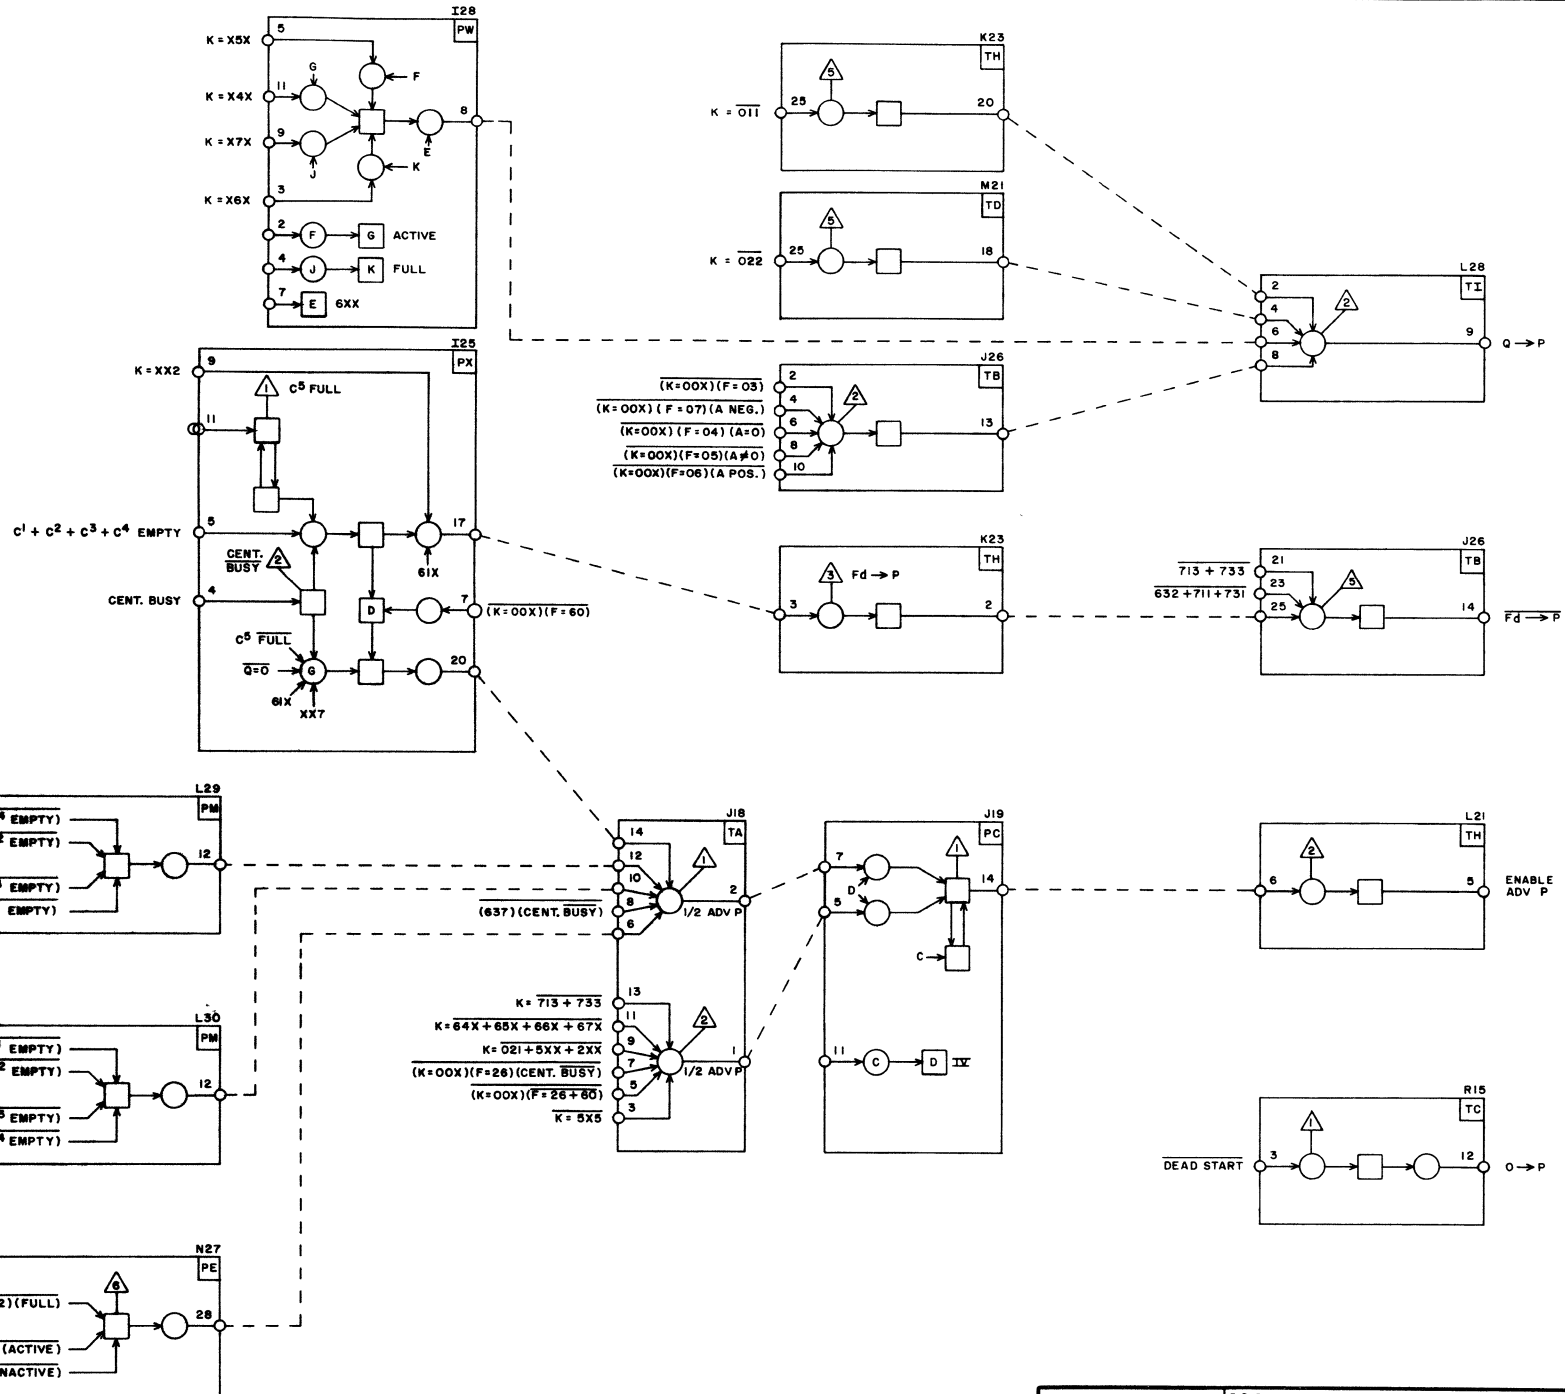 I28
PW
5
K = X5X
F
G
11
K = X4X
8
E
9
K = X7X
J
K
3
K = X6X
2
F
G
ACTIVE
4
J
K
FULL
7
E
6XX
K23
TH
5
K = 011
25
20
M21
TD
5
K = 022
25
18
L28
TI
2
4
6
8
2
9
Q → P
J26
TB
(K=00X)(F=03)
2
(K=00X)(F=07)(A NEG.)
4
(K=00X)(F=04)(A=0)
6
(K=00X)(F=05)(A≠0)
8
(K=00X)(F=06)(A POS.)
10
2
13
I25
PX
K = XX2
9
1
C5 FULL
11
C1 + C2 + C3 + C4 EMPTY
5
17
61X
CENT. BUSY
2
CENT. BUSY
4
D
7
(K=00X)(F=60)
C5 FULL
Q=0
G
61X
XX7
20
K23
TH
3
Fd → P
3
2
J26
TB
713 + 733
21
632+711+731
23
25
5
14
Fd → P
L29
PM
4 EMPTY)
2 EMPTY)
EMPTY)
EMPTY)
12
J18
TA
14
12
10
(637)(CENT. BUSY)
8
6
1
2
1/2 ADV P
K= 713 + 733
13
K=64X+65X+66X+67X
11
K=021+5XX+2XX
9
(K=00X)(F=26)(CENT. BUSY)
7
(K=00X)(F=26+60)
5
K = 5X5
3
2
1
1/2 ADV P
J19
PC
7
D
5
1
14
C
11
C
D
IV
L21
TH
6
2
5
ENABLE
ADV P
L30
PM
EMPTY)
2 EMPTY)
EMPTY)
4 EMPTY)
12
R15
TC
DEAD START
3
1
12
O → P
N27
PE
6
2)(FULL)
(ACTIVE)
NACTIVE)
28